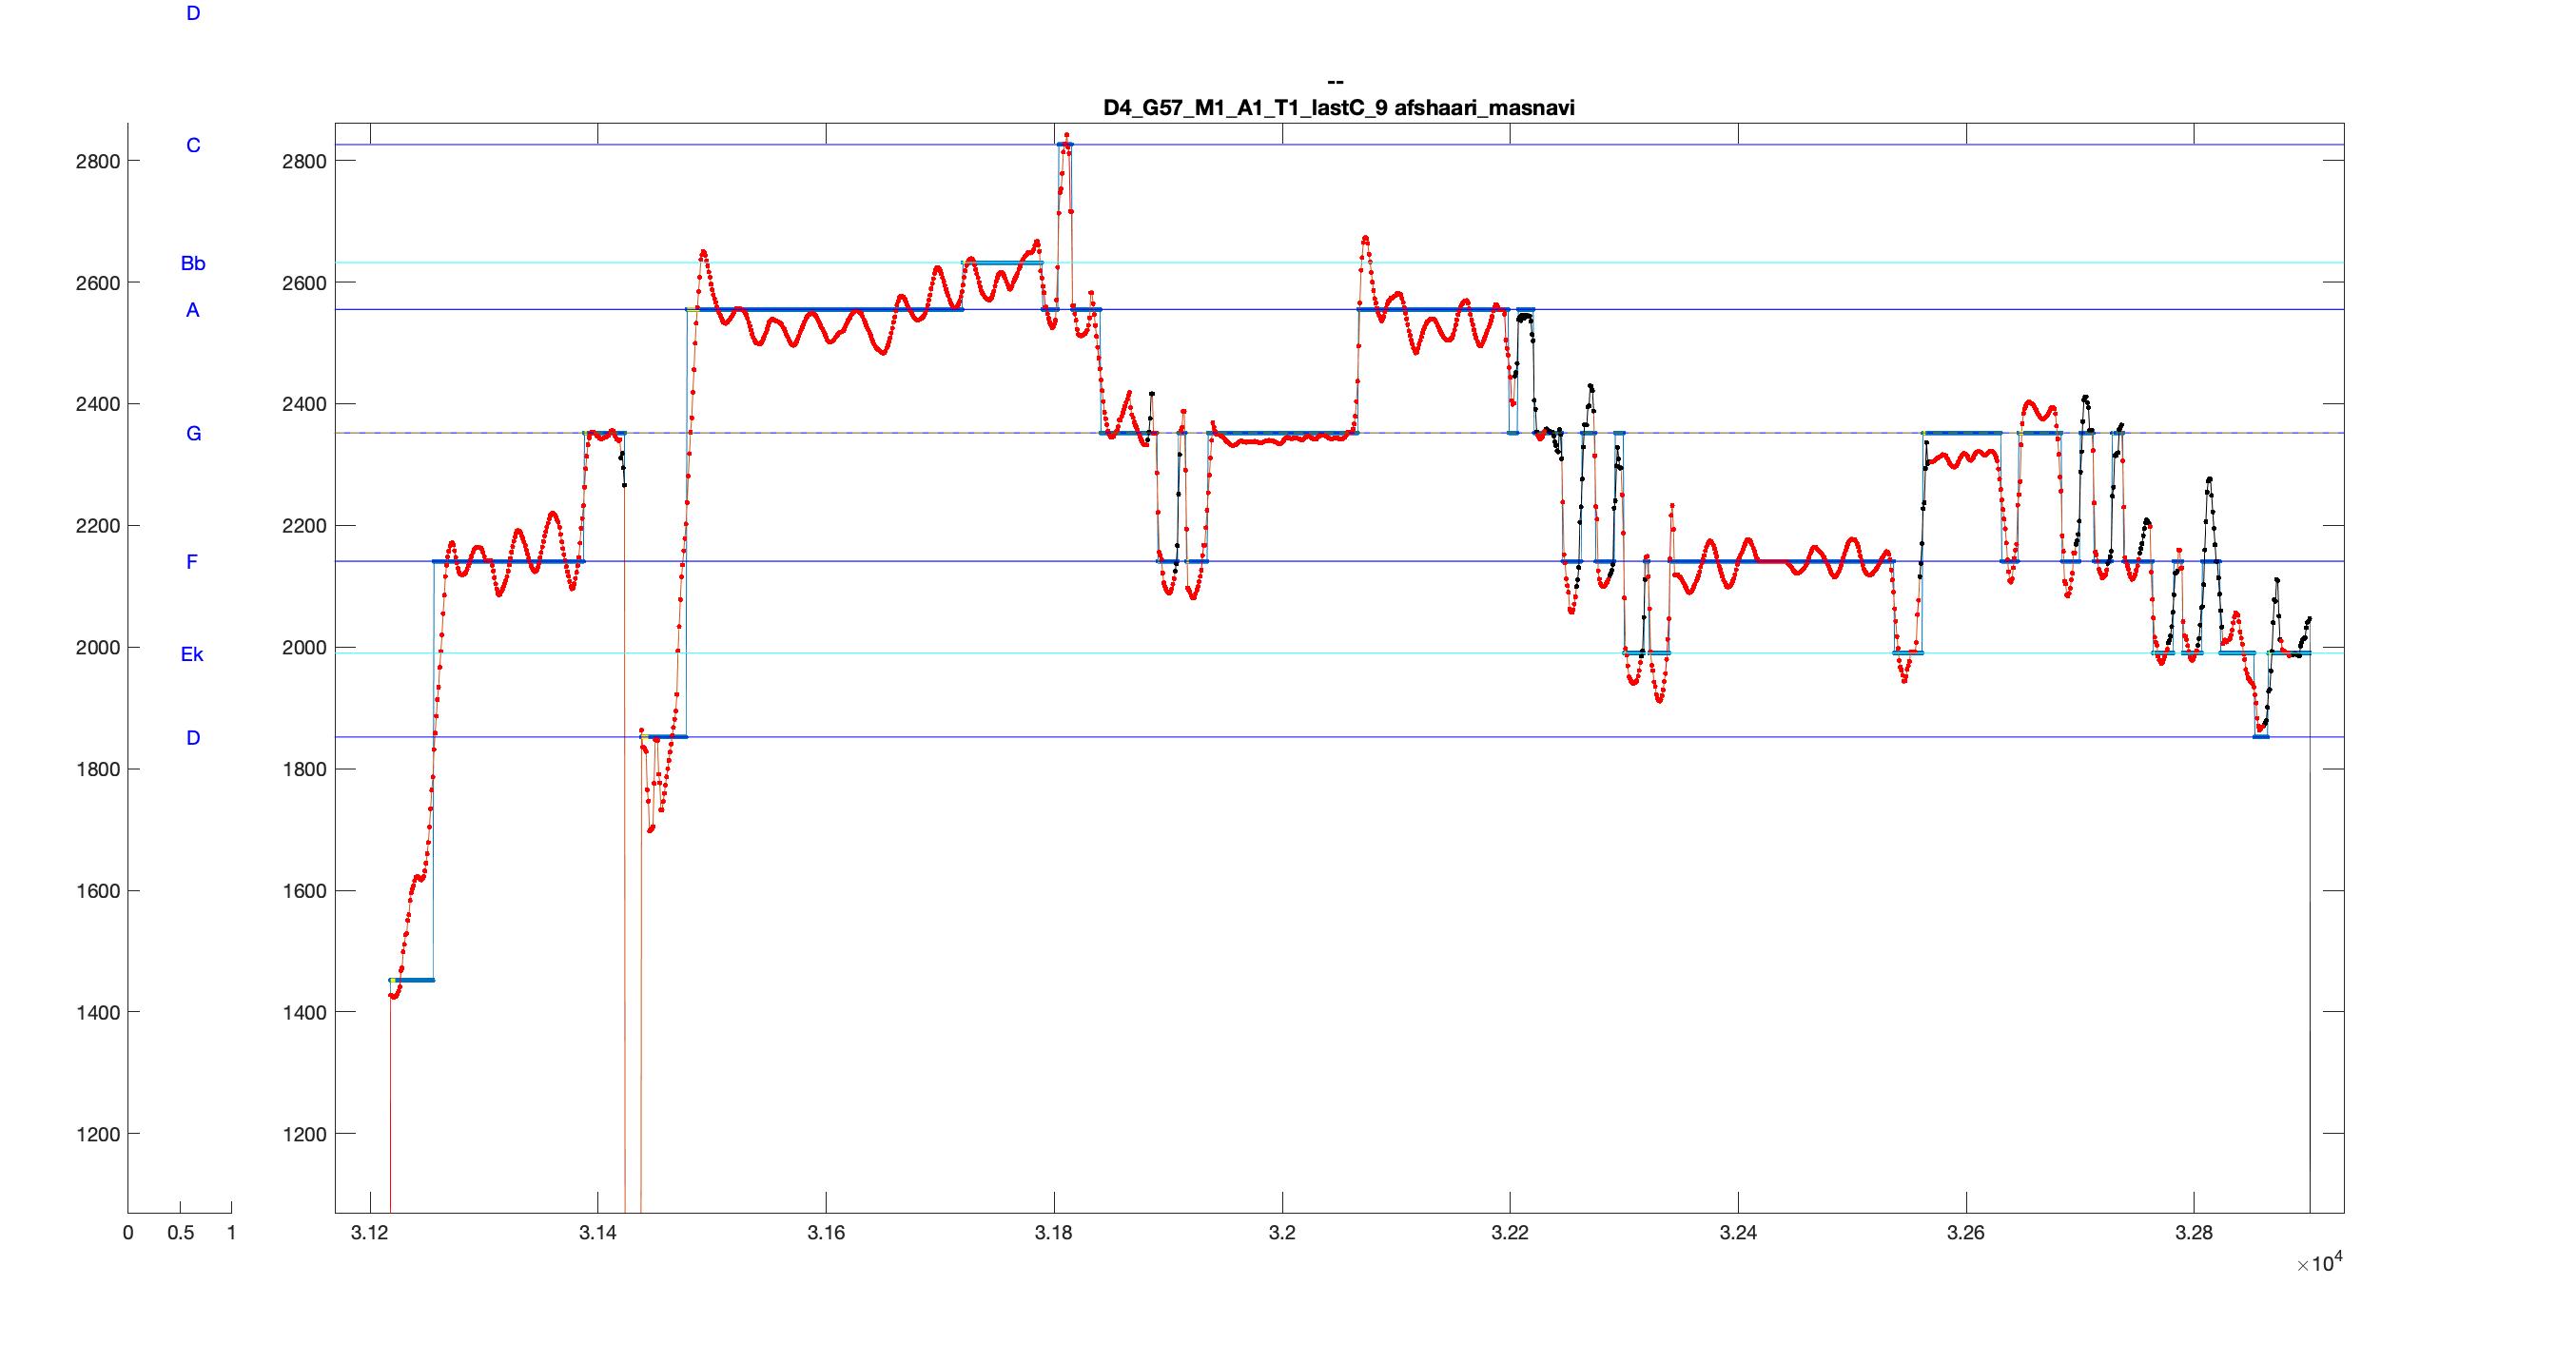 D
--
D4_G57_M1_A1_T1_lastC_9 afshaari_masnavi
2800 C 2800
2600 Bb 2600
A
2400 2400
G
2200 2200
F
2000 2000
Ek
D
1800 1800
1600 1600
1400 1400
1200 1200
0 0.5 1 3.12 3.14 3.16 3.18 3.2 3.22 3.24 3.26 3.28
×10^4